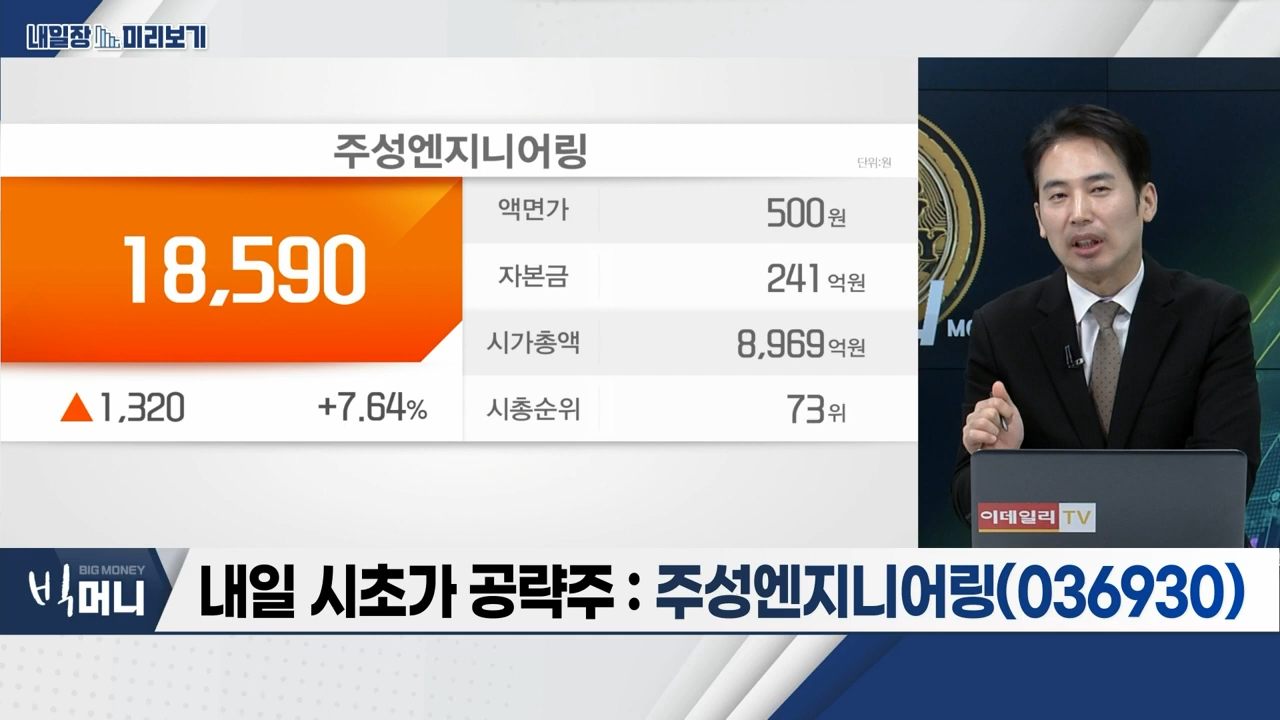 내일장 미리보기
주성엔지니어링
단위:원
18,590
▲1,320 +7.64%
액면가 500원
자본금 241억원
시가총액 8,969억원
시총순위 73위
이데일리TV
BIG MONEY
빅머니
내일 시초가 공략주 : 주성엔지니어링(036930)